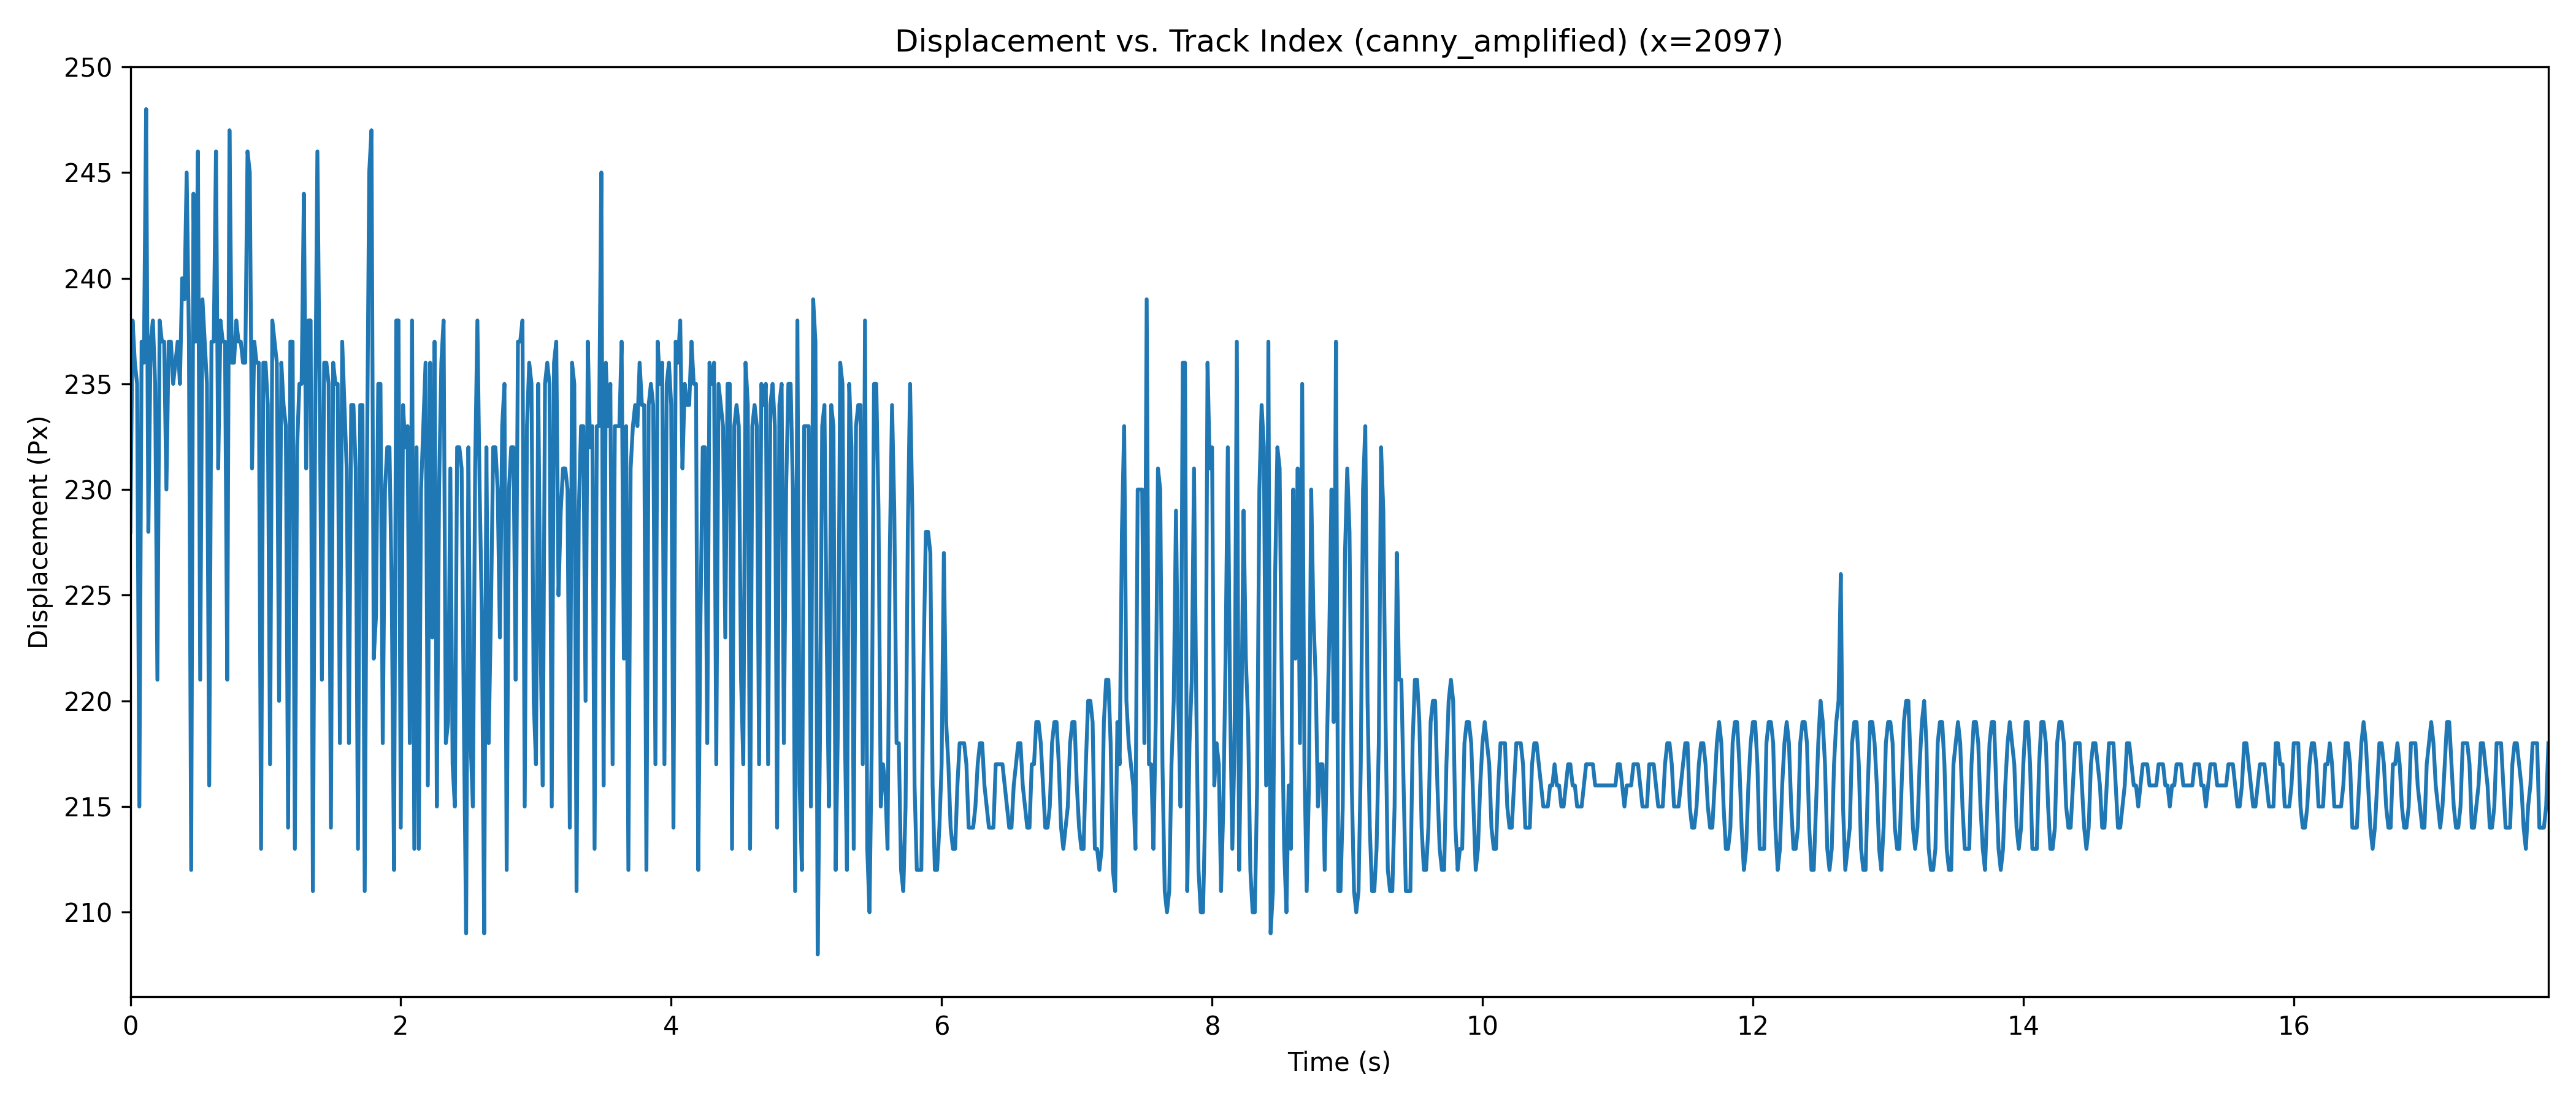 Displacement vs. Track Index (canny_amplified) (x=2097)
250
245
240
235
230
225
220
215
210
Displacement (Px)
0 2 4 6 8 10 12 14 16
Time (s)